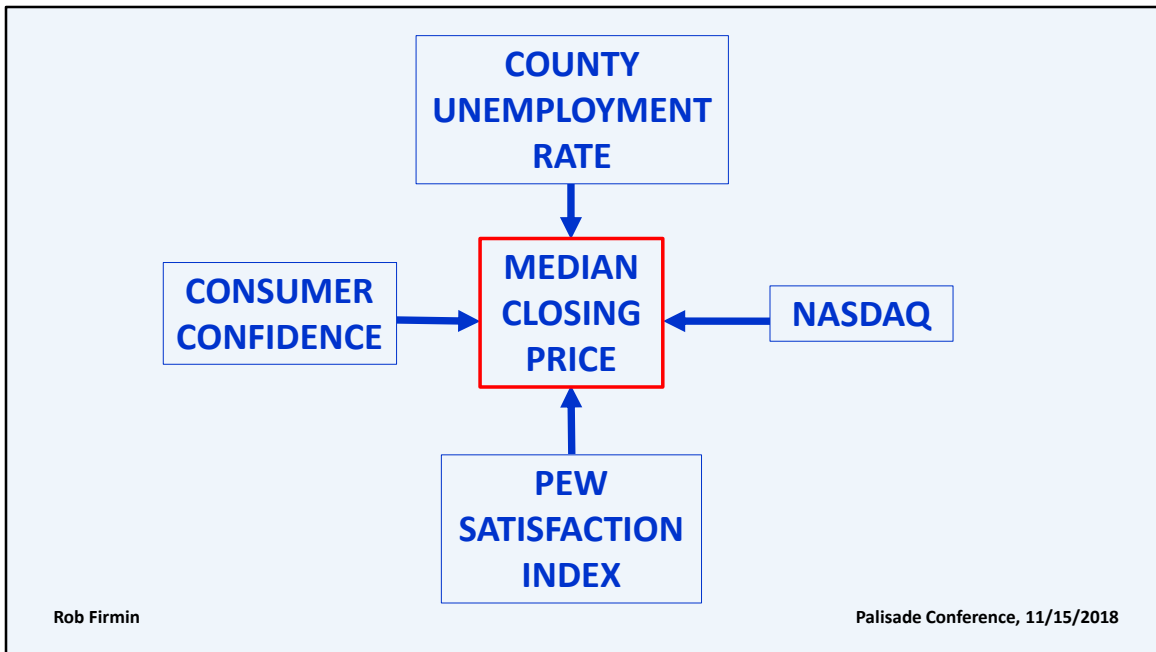 COUNTY
UNEMPLOYMENT
RATE
CONSUMER
CONFIDENCE
MEDIAN
CLOSING
PRICE
NASDAQ
PEW
SATISFACTION
INDEX
Rob Firmin
Palisade Conference, 11/15/2018